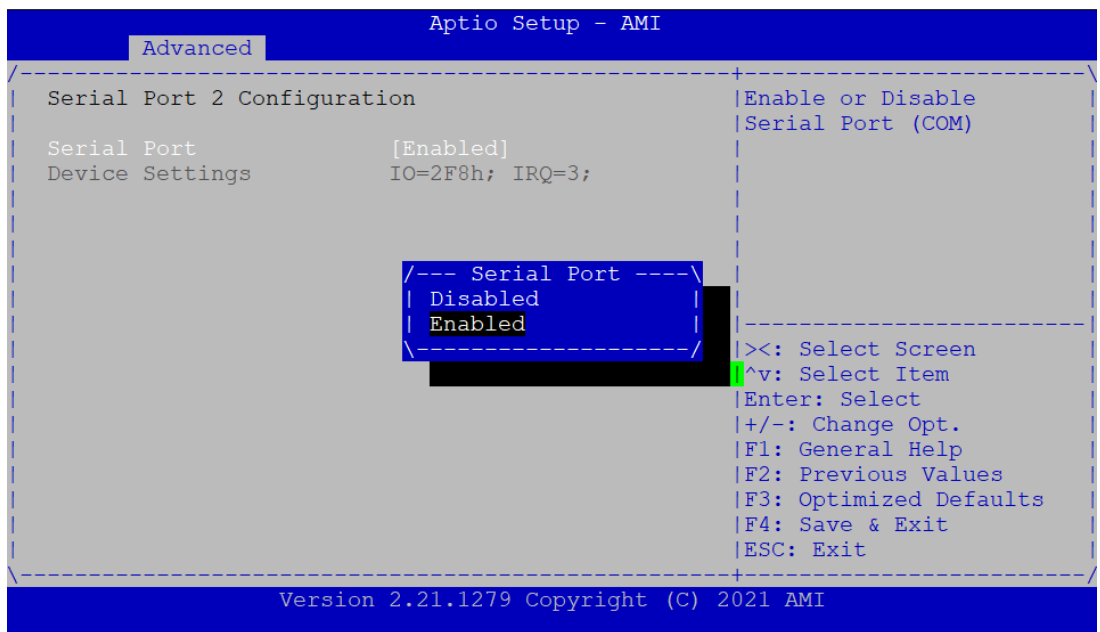 Aptio Setup - AMI
Advanced
Serial Port 2 Configuration
Serial Port [Enabled]
Device Settings IO=2F8h; IRQ=3;
/--- Serial Port ----\
Disabled
Enabled
Enable or Disable
Serial Port (COM)
><: Select Screen
^v: Select Item
Enter: Select
+/-: Change Opt.
F1: General Help
F2: Previous Values
F3: Optimized Defaults
F4: Save & Exit
ESC: Exit
Version 2.21.1279 Copyright (C) 2021 AMI